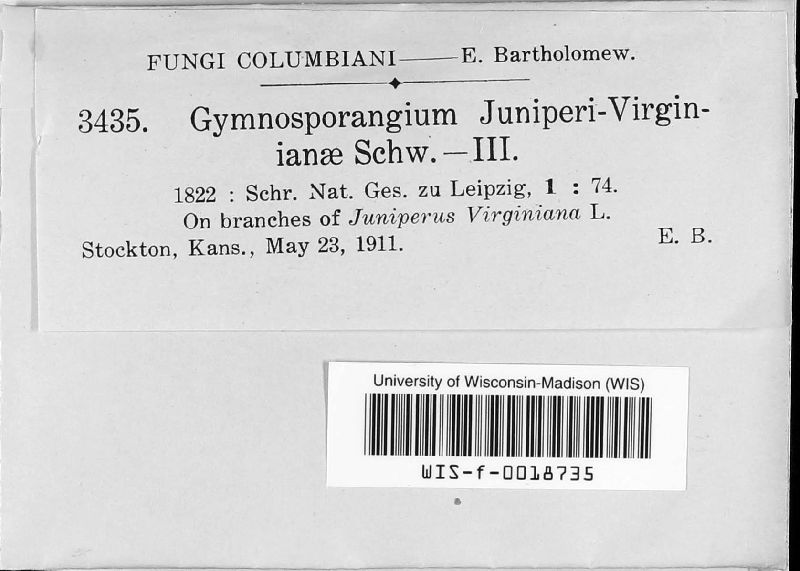 FUNGI COLUMBIANI—E. Bartholomew.
3435. Gymnosporangium Juniperi-Virgin-
ianæ Schw.—III.
1822 : Schr. Nat. Ges. zu Leipzig, 1 : 74.
On branches of Juniperus Virginiana L.
Stockton, Kans., May 23, 1911. E. B.
University of Wisconsin-Madison (WIS)
WIS-f-0018735